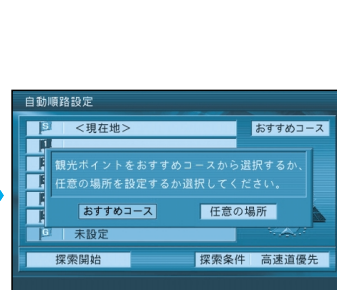 自動順路設定
S <現在地> おすすめコース
1
観光ポイントをおすすめコースから選択するか、
任意の場所を設定するか選択してください。
おすすめコース 任意の場所
G 未設定
探索開始 探索条件 高速道優先